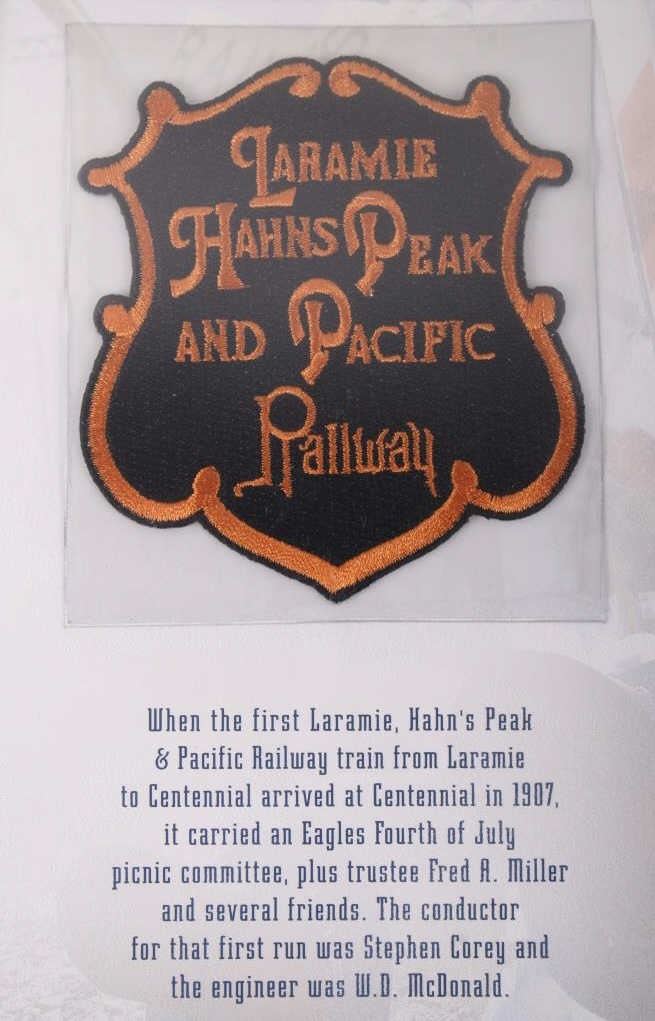 LARAMIE
HAHNS PEAK
AND PACIFIC
Railway
When the first Laramie, Hahn's Peak
& Pacific Railway train from Laramie
to Centennial arrived at Centennial in 1907,
it carried an Eagles Fourth of July
picnic committee, plus trustee Fred A. Miller
and several friends. The conductor
for that first run was Stephen Corey and
the engineer was W.D. McDonald.